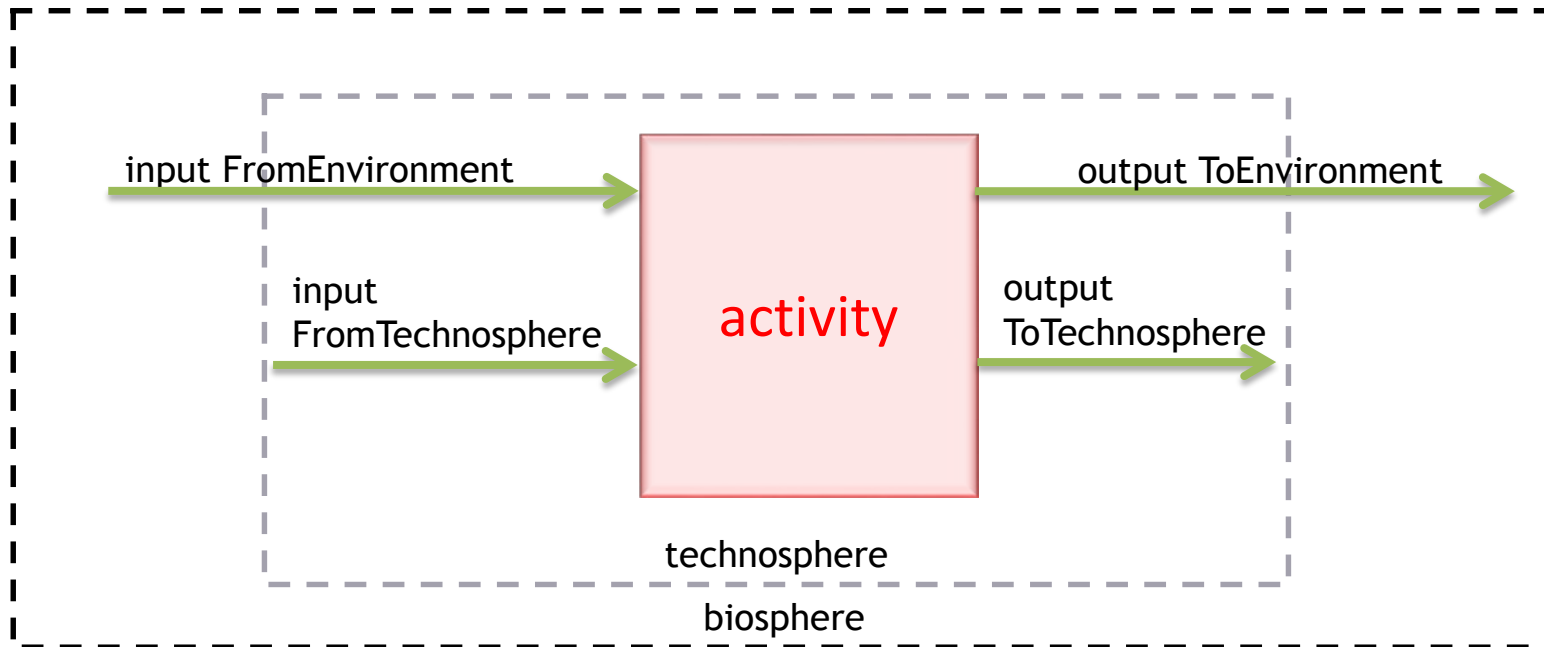 input FromEnvironment
output ToEnvironment
input
FromTechnosphere
activity
output
ToTechnosphere
technosphere
biosphere